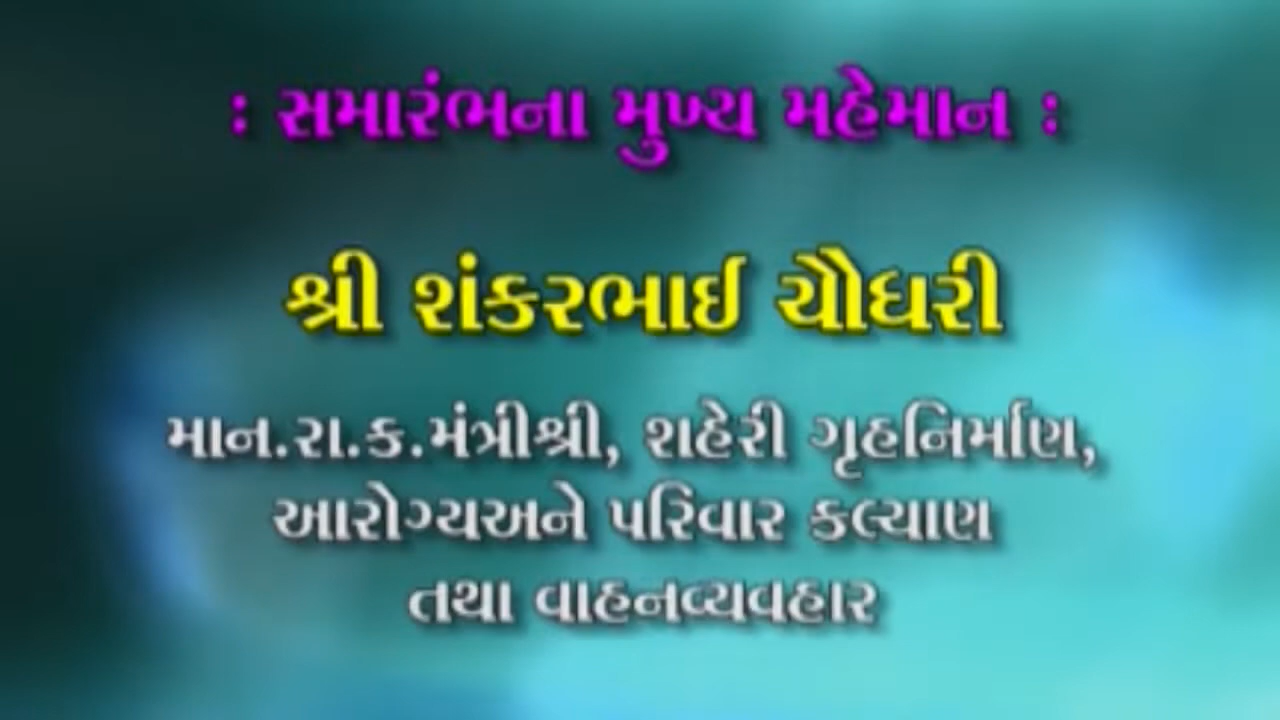 : સમારંભના મુખ્ય મહેમાન :
શ્રી શંકરભાઈ ચૌધરી
માન.રા.ક.મંત્રીશ્રી, શહેરી ગૃહનિર્માણ,
આરોગ્યઅને પરિવાર કલ્યાણ
તથા વાહનવ્યવહાર